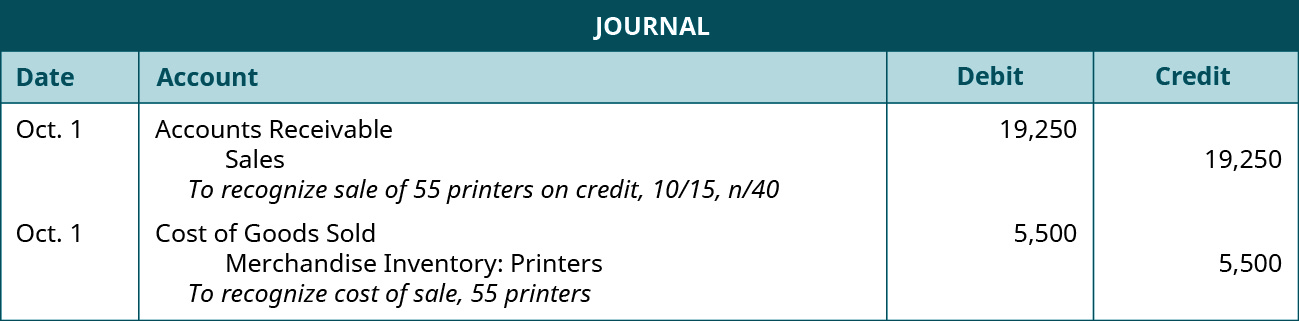 JOURNAL
Date Account Debit Credit
Oct. 1 Accounts Receivable 19,250
Sales 19,250
To recognize sale of 55 printers on credit, 10/15, n/40
Oct. 1 Cost of Goods Sold 5,500
Merchandise Inventory: Printers 5,500
To recognize cost of sale, 55 printers